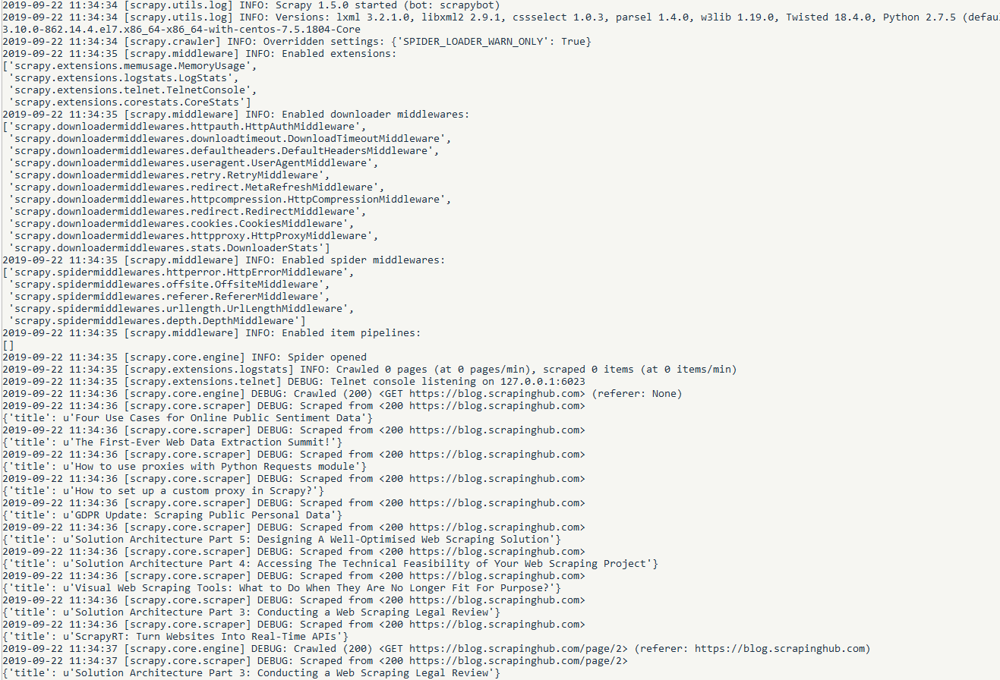 2019-09-22 11:34:34 [scrapy.utils.log] INFO: Scrapy 1.5.0 started (bot: scrapybot)
2019-09-22 11:34:34 [scrapy.utils.log] INFO: Versions: lxml 3.2.1.0, libxml2 2.9.1, cssselect 1.0.3, parsel 1.4.0, w3lib 1.19.0, Twisted 18.4.0, Python 2.7.5 (defau
3.10.0-862.14.4.el7.x86_64-x86_64-with-centos-7.5.1804-Core
2019-09-22 11:34:34 [scrapy.crawler] INFO: Overridden settings: {'SPIDER_LOADER_WARN_ONLY': True}
2019-09-22 11:34:35 [scrapy.middleware] INFO: Enabled extensions:
['scrapy.extensions.memusage.MemoryUsage',
 'scrapy.extensions.logstats.LogStats',
 'scrapy.extensions.telnet.TelnetConsole',
 'scrapy.extensions.corestats.CoreStats']
2019-09-22 11:34:35 [scrapy.middleware] INFO: Enabled downloader middlewares:
['scrapy.downloadermiddlewares.httpauth.HttpAuthMiddleware',
 'scrapy.downloadermiddlewares.downloadtimeout.DownloadTimeoutMiddleware',
 'scrapy.downloadermiddlewares.defaultheaders.DefaultHeadersMiddleware',
 'scrapy.downloadermiddlewares.useragent.UserAgentMiddleware',
 'scrapy.downloadermiddlewares.retry.RetryMiddleware',
 'scrapy.downloadermiddlewares.redirect.MetaRefreshMiddleware',
 'scrapy.downloadermiddlewares.httpcompression.HttpCompressionMiddleware',
 'scrapy.downloadermiddlewares.redirect.RedirectMiddleware',
 'scrapy.downloadermiddlewares.cookies.CookiesMiddleware',
 'scrapy.downloadermiddlewares.httpproxy.HttpProxyMiddleware',
 'scrapy.downloadermiddlewares.stats.DownloaderStats']
2019-09-22 11:34:35 [scrapy.middleware] INFO: Enabled spider middlewares:
['scrapy.spidermiddlewares.httperror.HttpErrorMiddleware',
 'scrapy.spidermiddlewares.offsite.OffsiteMiddleware',
 'scrapy.spidermiddlewares.referer.RefererMiddleware',
 'scrapy.spidermiddlewares.urllength.UrlLengthMiddleware',
 'scrapy.spidermiddlewares.depth.DepthMiddleware']
2019-09-22 11:34:35 [scrapy.middleware] INFO: Enabled item pipelines:
[]
2019-09-22 11:34:35 [scrapy.core.engine] INFO: Spider opened
2019-09-22 11:34:35 [scrapy.extensions.logstats] INFO: Crawled 0 pages (at 0 pages/min), scraped 0 items (at 0 items/min)
2019-09-22 11:34:35 [scrapy.extensions.telnet] DEBUG: Telnet console listening on 127.0.0.1:6023
2019-09-22 11:34:36 [scrapy.core.engine] DEBUG: Crawled (200) <GET https://blog.scrapinghub.com> (referer: None)
2019-09-22 11:34:36 [scrapy.core.scraper] DEBUG: Scraped from <200 https://blog.scrapinghub.com>
{'title': u'Four Use Cases for Online Public Sentiment Data'}
2019-09-22 11:34:36 [scrapy.core.scraper] DEBUG: Scraped from <200 https://blog.scrapinghub.com>
{'title': u'The First-Ever Web Data Extraction Summit!'}
2019-09-22 11:34:36 [scrapy.core.scraper] DEBUG: Scraped from <200 https://blog.scrapinghub.com>
{'title': u'How to use proxies with Python Requests module'}
2019-09-22 11:34:36 [scrapy.core.scraper] DEBUG: Scraped from <200 https://blog.scrapinghub.com>
{'title': u'How to set up a custom proxy in Scrapy?'}
2019-09-22 11:34:36 [scrapy.core.scraper] DEBUG: Scraped from <200 https://blog.scrapinghub.com>
{'title': u'GDPR Update: Scraping Public Personal Data'}
2019-09-22 11:34:36 [scrapy.core.scraper] DEBUG: Scraped from <200 https://blog.scrapinghub.com>
{'title': u'Solution Architecture Part 5: Designing A Well-Optimised Web Scraping Solution'}
2019-09-22 11:34:36 [scrapy.core.scraper] DEBUG: Scraped from <200 https://blog.scrapinghub.com>
{'title': u'Solution Architecture Part 4: Accessing The Technical Feasibility of Your Web Scraping Project'}
2019-09-22 11:34:36 [scrapy.core.scraper] DEBUG: Scraped from <200 https://blog.scrapinghub.com>
{'title': u'Visual Web Scraping Tools: What to Do When They Are No Longer Fit For Purpose?'}
2019-09-22 11:34:36 [scrapy.core.scraper] DEBUG: Scraped from <200 https://blog.scrapinghub.com>
{'title': u'Solution Architecture Part 3: Conducting a Web Scraping Legal Review'}
2019-09-22 11:34:36 [scrapy.core.scraper] DEBUG: Scraped from <200 https://blog.scrapinghub.com>
{'title': u'ScrapyRT: Turn Websites Into Real-Time APIs'}
2019-09-22 11:34:37 [scrapy.core.engine] DEBUG: Crawled (200) <GET https://blog.scrapinghub.com/page/2> (referer: https://blog.scrapinghub.com)
2019-09-22 11:34:37 [scrapy.core.scraper] DEBUG: Scraped from <200 https://blog.scrapinghub.com/page/2>
{'title': u'Solution Architecture Part 3: Conducting a Web Scraping Legal Review'}